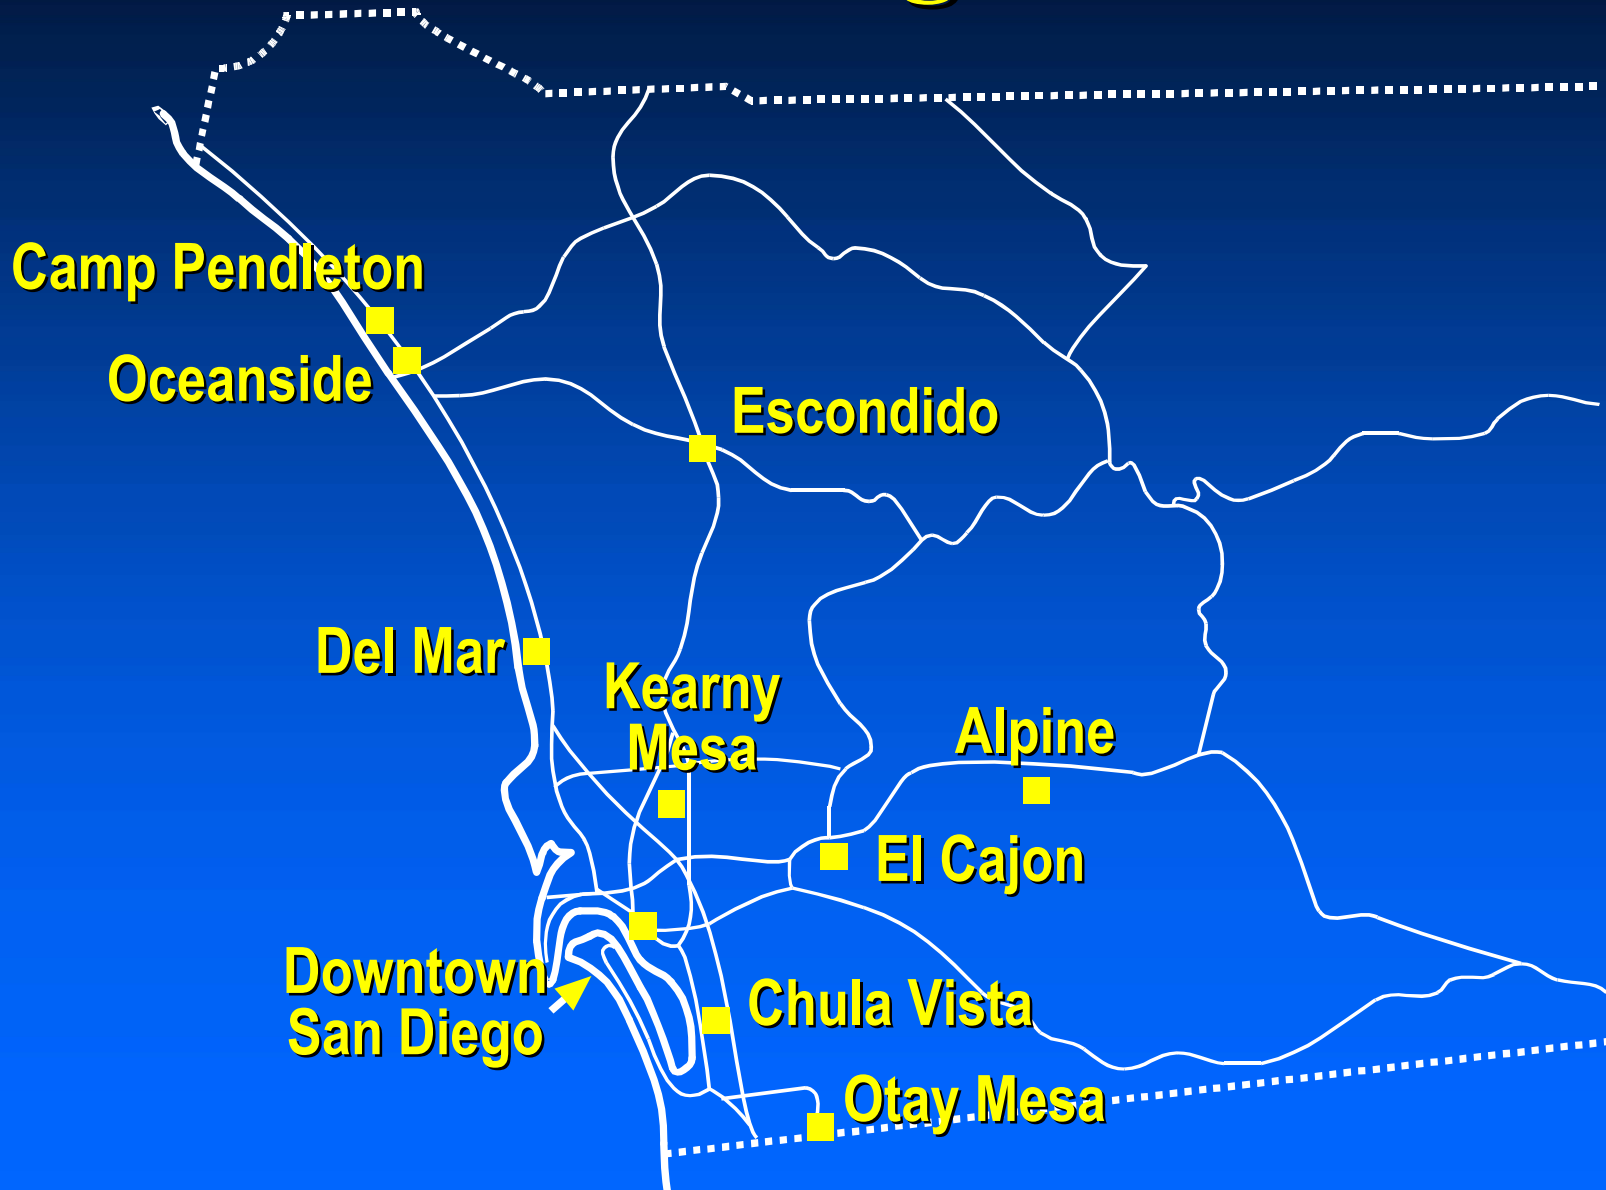 Camp Pendleton
Oceanside
Escondido
Del Mar
Kearny
Mesa
Alpine
El Cajon
Downtown
San Diego
Chula Vista
Otay Mesa